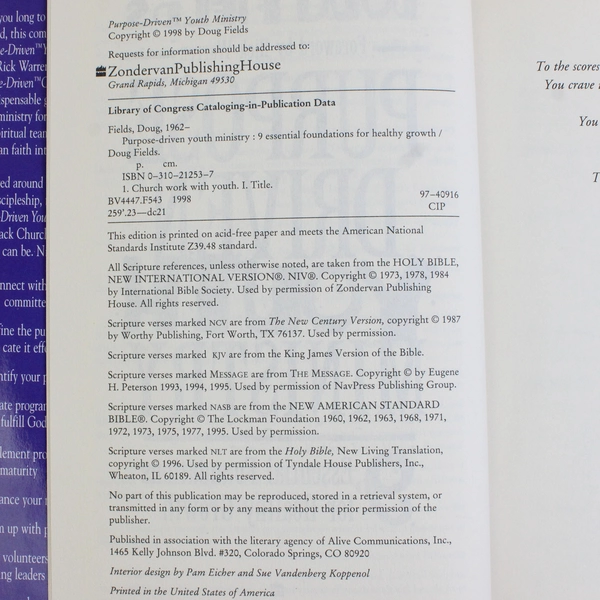 Purpose-Driven™ Youth Ministry
Copyright © 1998 by Doug Fields
Requests for information should be addressed to:
ZondervanPublishingHouse
Grand Rapids, Michigan 49530
Library of Congress Cataloging-in-Publication Data
Fields, Doug, 1962–
Purpose-driven youth ministry : 9 essential foundations for healthy growth /
Doug Fields.
p. cm.
ISBN 0-310-21253-7
1. Church work with youth. I. Title.
BV4447.F543 1998
97-40916
259'.23—dc21
CIP
This edition is printed on acid-free paper and meets the American National
Standards Institute Z39.48 standard.
All Scripture references, unless otherwise noted, are taken from the HOLY BIBLE,
NEW INTERNATIONAL VERSION®. NIV®. Copyright © 1973, 1978, 1984
by International Bible Society. Used by permission of Zondervan Publishing
House. All rights reserved.
Scripture verses marked NCV are from The New Century Version, copyright © 1987
by Worthy Publishing, Fort Worth, TX 76137. Used by permission.
Scripture verses marked KJV are from the King James Version of the Bible.
Scripture verses marked MESSAGE are from THE MESSAGE. Copyright © by Eugene
H. Peterson 1993, 1994, 1995. Used by permission of NavPress Publishing Group.
Scripture verses marked NASB are from the NEW AMERICAN STANDARD
BIBLE®. Copyright © The Lockman Foundation 1960, 1962, 1963, 1968, 1971,
1972, 1973, 1975, 1977, 1995. Used by permission.
Scripture verses marked NLT are from the Holy Bible, New Living Translation,
copyright © 1996. Used by permission of Tyndale House Publishers, Inc.,
Wheaton, IL 60189. All rights reserved.
No part of this publication may be reproduced, stored in a retrieval system, or
transmitted in any form or by any means without the prior permission of the
publisher.
Published in association with the literary agency of Alive Communications, Inc.,
1465 Kelly Johnson Blvd. #320, Colorado Springs, CO 80920
Interior design by Pam Eicher and Sue Vandenberg Koppenol
Printed in the United States of America
To the scores
You crave
You